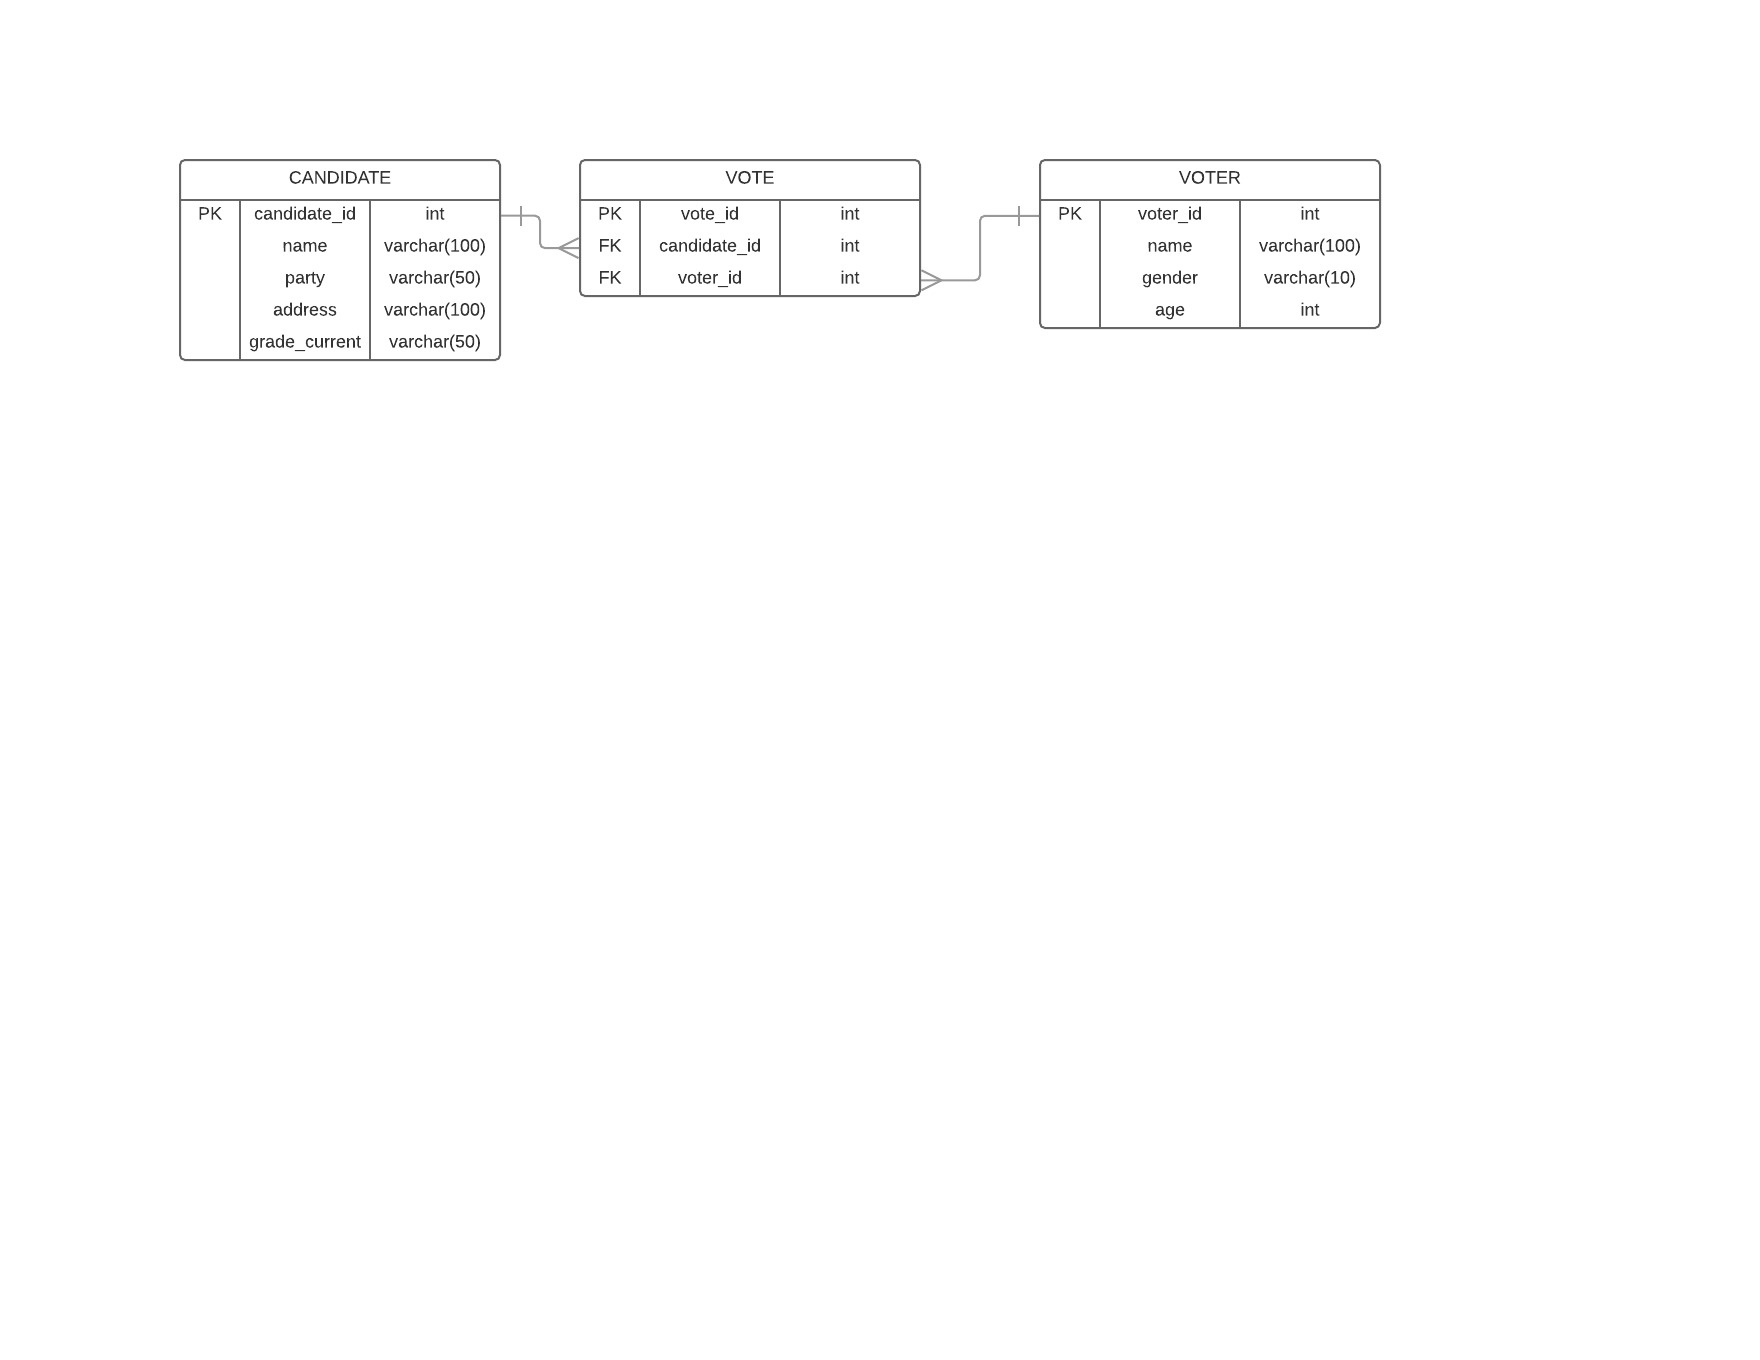 CANDIDATE
PK candidate_id int
name varchar(100)
party varchar(50)
address varchar(100)
grade_current varchar(50)
VOTE
PK vote_id int
FK candidate_id int
FK voter_id int
VOTER
PK voter_id int
name varchar(100)
gender varchar(10)
age int